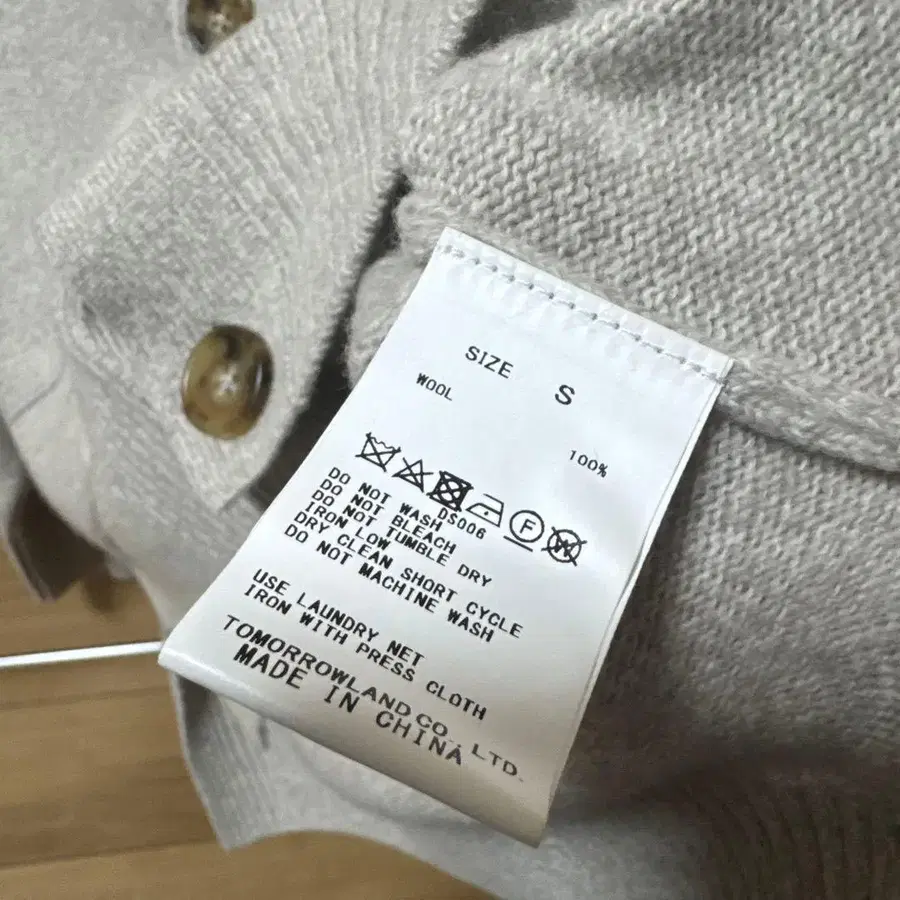 SIZE S
WOOL 100%
DS006
DO NOT WASH
DO NOT BLEACH
DO NOT TUMBLE DRY
IRON LOW
DRY CLEAN SHORT CYCLE
DO NOT MACHINE WASH
USE LAUNDRY NET
IRON WITH PRESS CLOTH
TOMORROWLAND CO., LTD.
MADE IN CHINA
F
W